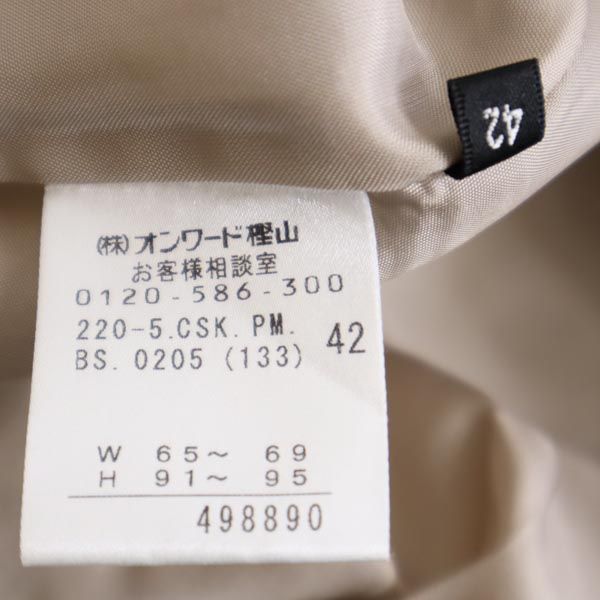 42
(株)オンワード樫山
お客様相談室
0120-586-300
220-5.CSK.PM.
BS.0205 (133) 42
W 65～ 69
H 91～ 95
498890